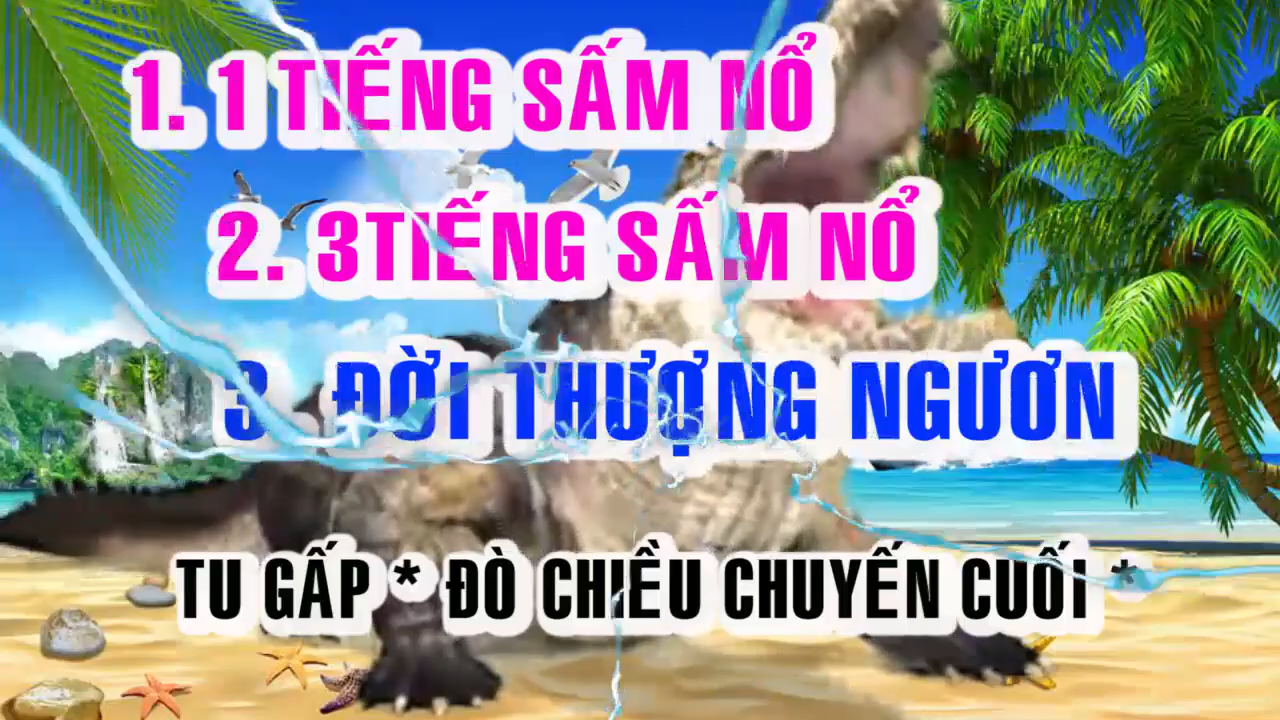 1. 1 TIẾNG SẤM NỔ
2. 3TIẾNG SẤM NỔ
3. ĐỜI THƯỢNG NGƯƠN
TU GẤP * ĐÒ CHIỀU CHUYẾN CUỐI *